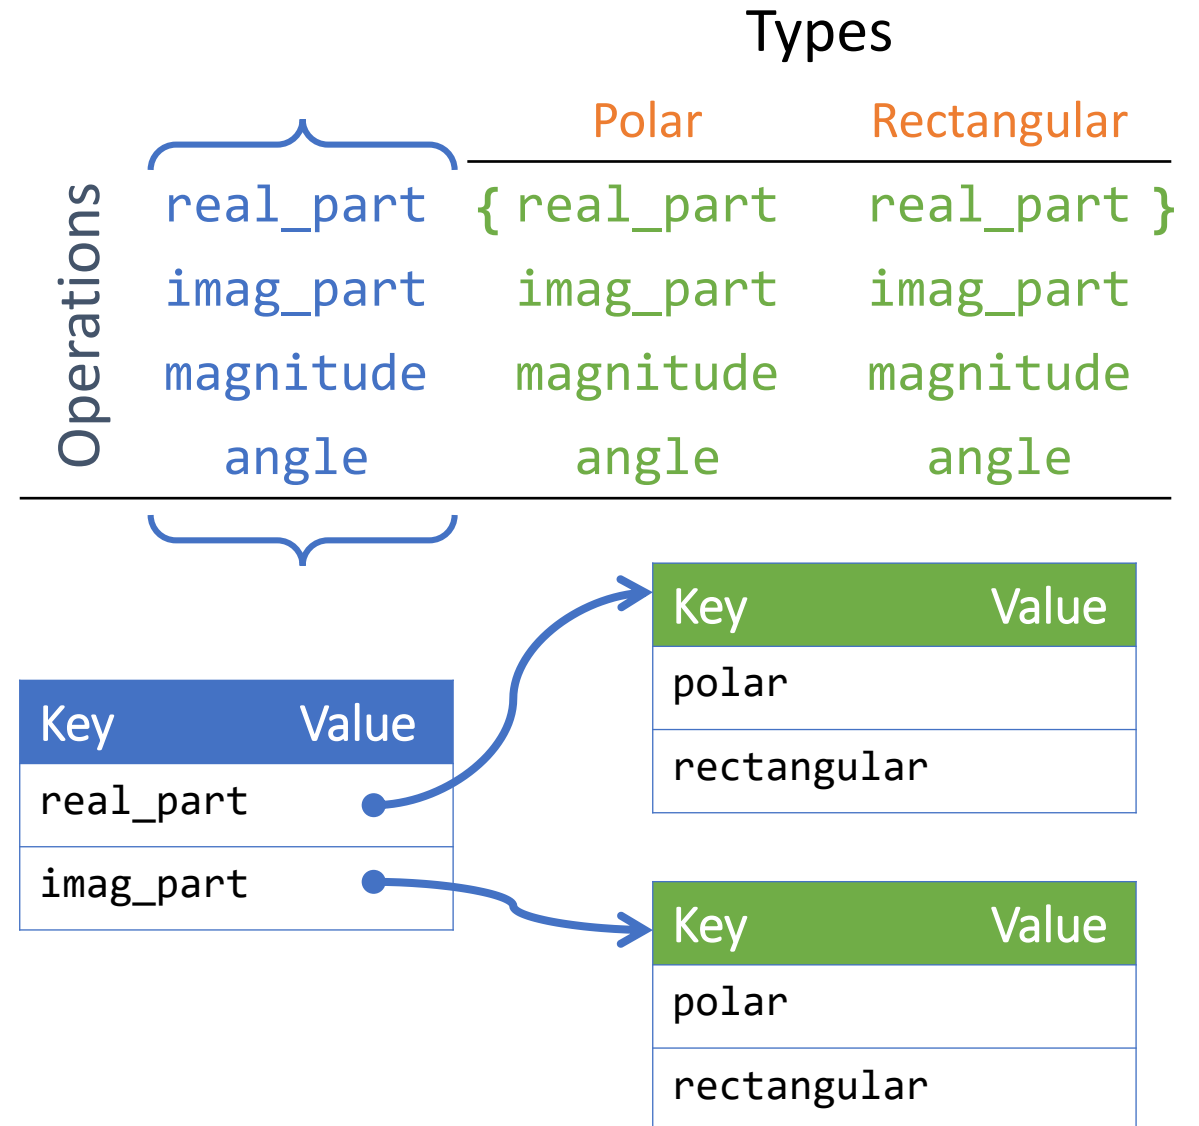 Types
Polar Rectangular
Operations
real_part { real_part real_part }
imag_part imag_part imag_part
magnitude magnitude magnitude
angle angle angle
Key Value
real_part
imag_part
Key Value
polar
rectangular
Key Value
polar
rectangular